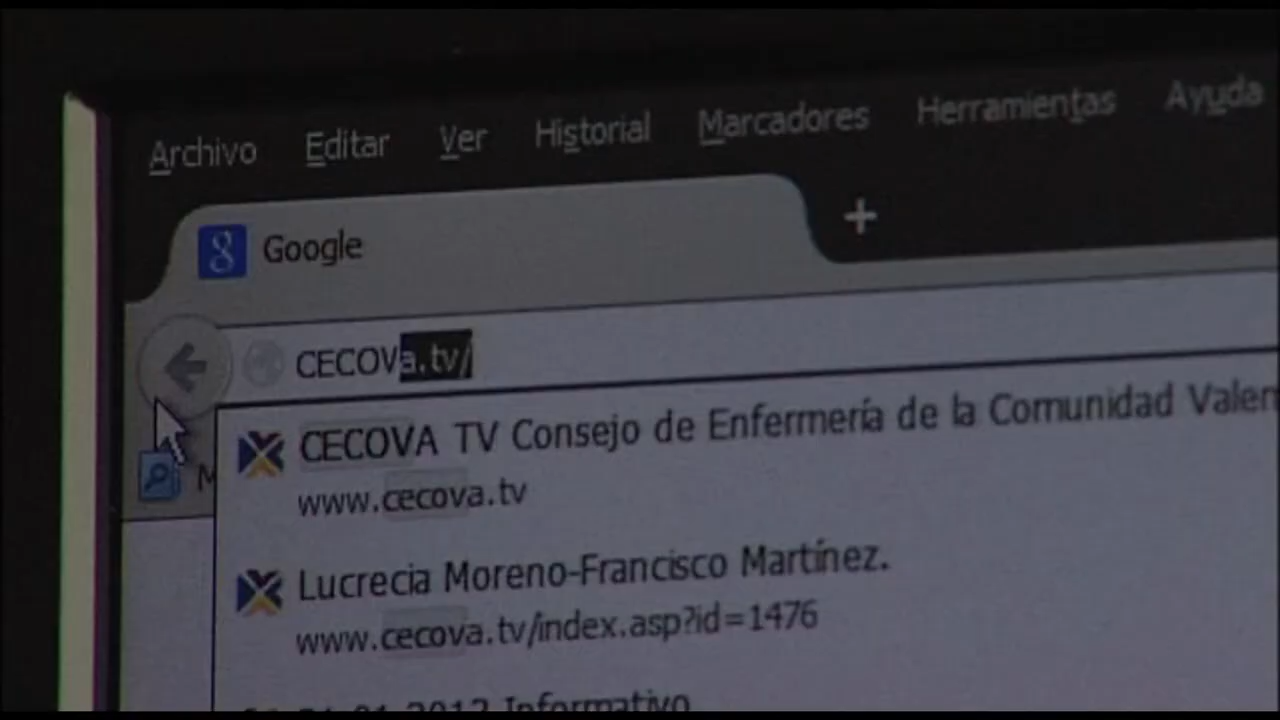 Archivo Editar Ver Historial Marcadores Herramientas Ayuda
Google
CECOVa.tv/
CECOVA TV Consejo de Enfermería de la Comunidad Valen
www.cecova.tv
Lucrecia Moreno-Francisco Martínez.
www.cecova.tv/index.asp?id=1476
Informativo